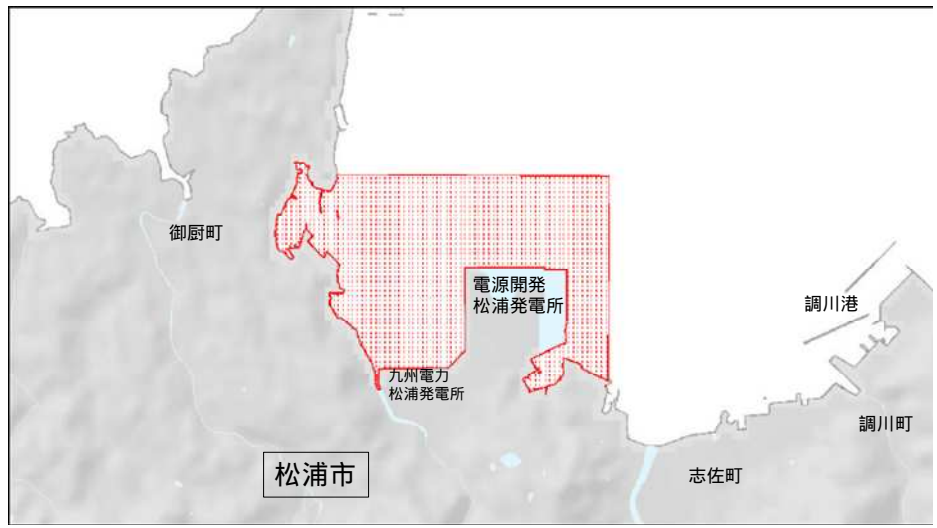 御厨町
電源開発
松浦発電所
調川港
九州電力
松浦発電所
調川町
松浦市
志佐町